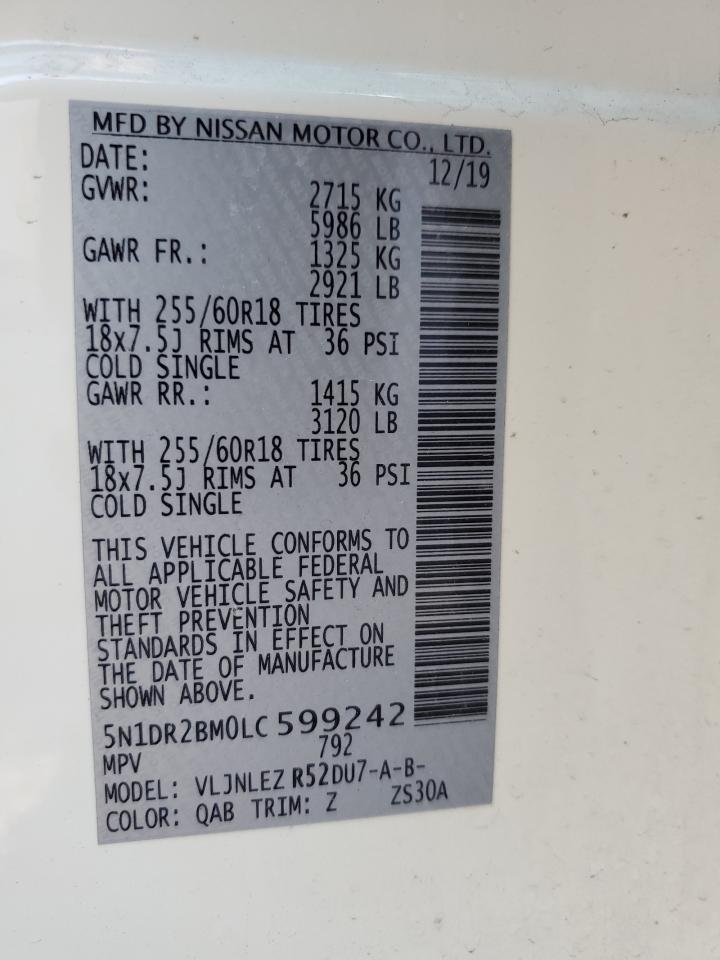 MFD BY NISSAN MOTOR CO., LTD.
DATE: 12/19
GVWR: 2715 KG
5986 LB
GAWR FR.: 1325 KG
2921 LB
WITH 255/60R18 TIRES
18x7.5J RIMS AT 36 PSI
COLD SINGLE
GAWR RR.: 1415 KG
3120 LB
WITH 255/60R18 TIRES
18x7.5J RIMS AT 36 PSI
COLD SINGLE
THIS VEHICLE CONFORMS TO
ALL APPLICABLE FEDERAL
MOTOR VEHICLE SAFETY AND
THEFT PREVENTION
STANDARDS IN EFFECT ON
THE DATE OF MANUFACTURE
SHOWN ABOVE.
5N1DR2BM0LC 599242
MPV 792
MODEL: VLJNLEZ R52DU7-A-B-
COLOR: QAB TRIM: Z ZS30A